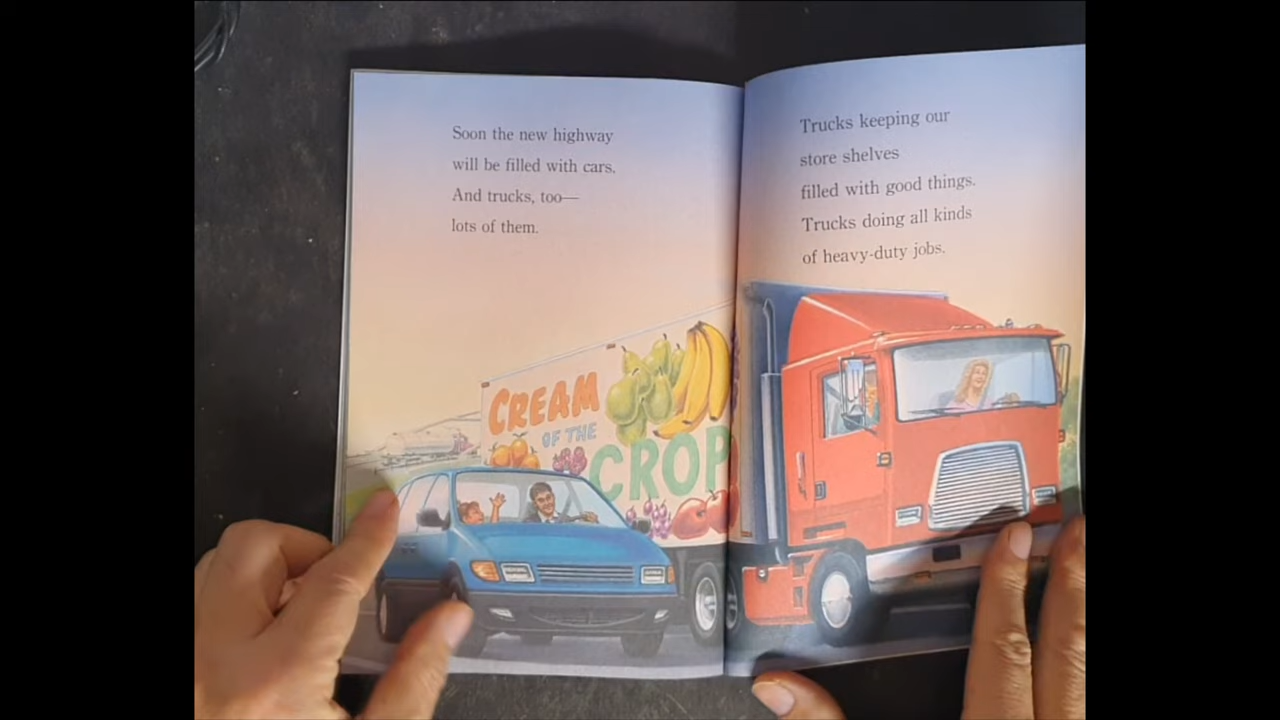 Soon the new highway
will be filled with cars.
And trucks, too—
lots of them.
CREAM
OF THE
CROP
Trucks keeping our
store shelves
filled with good things.
Trucks doing all kinds
of heavy-duty jobs.